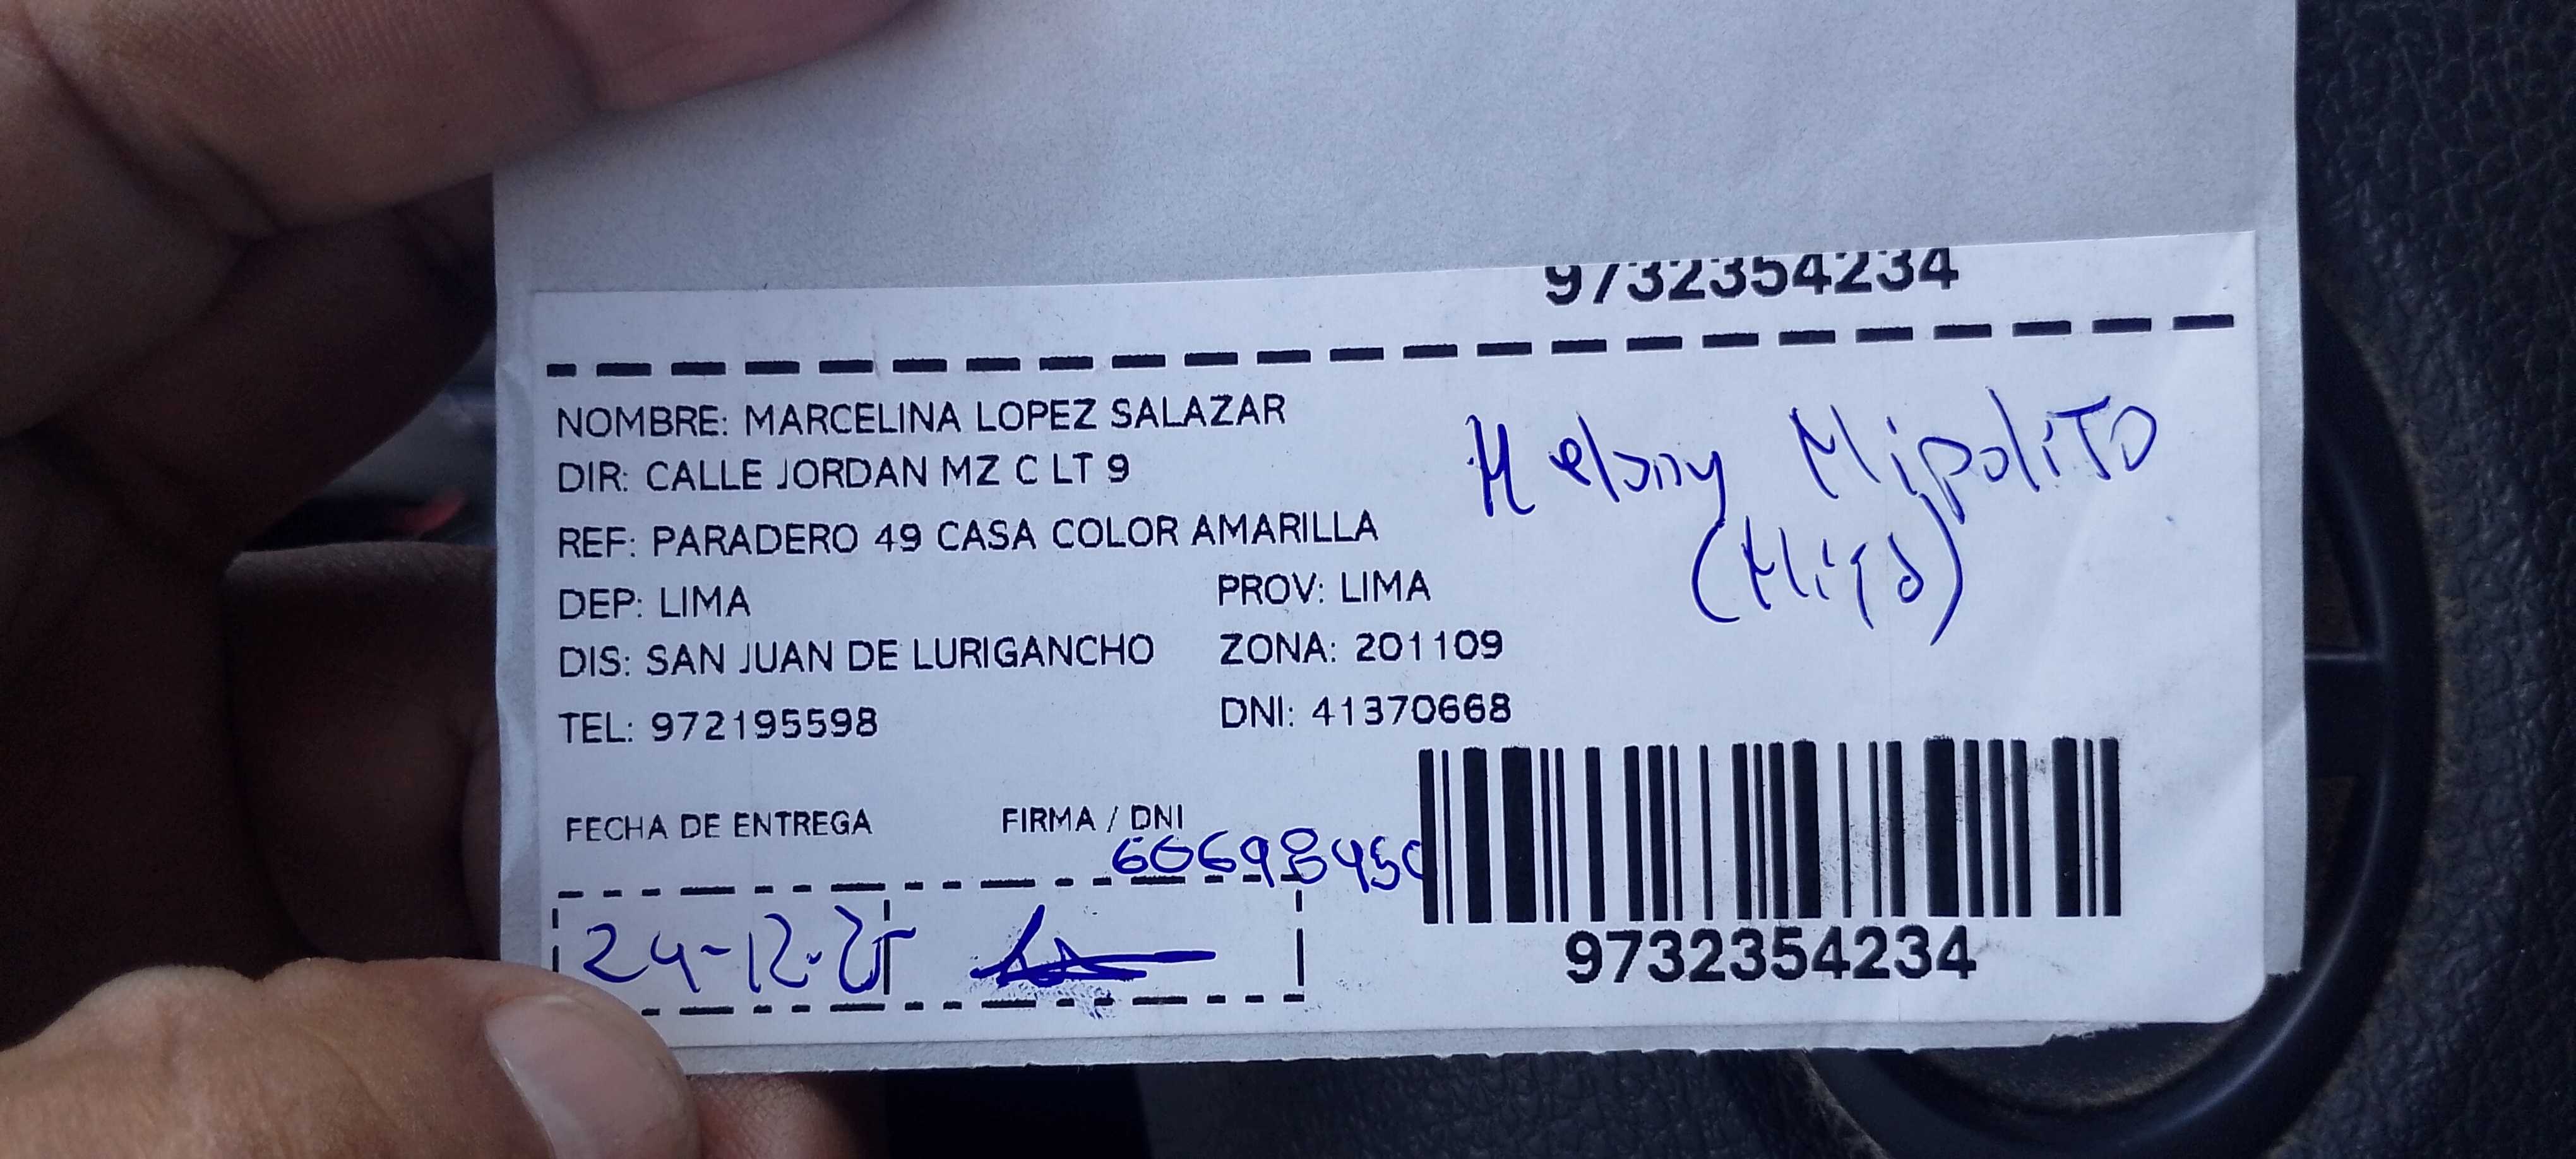 9732354234
NOMBRE: MARCELINA LOPEZ SALAZAR
DIR: CALLE JORDAN MZ C LT 9
REF: PARADERO 49 CASA COLOR AMARILLA
DEP: LIMA PROV: LIMA
DIS: SAN JUAN DE LURIGANCHO ZONA: 201109
TEL: 972195598 DNI: 41370668
Melany HipoliTo
(Hija)
FECHA DE ENTREGA FIRMA / DNI
24-12-25
9732354234